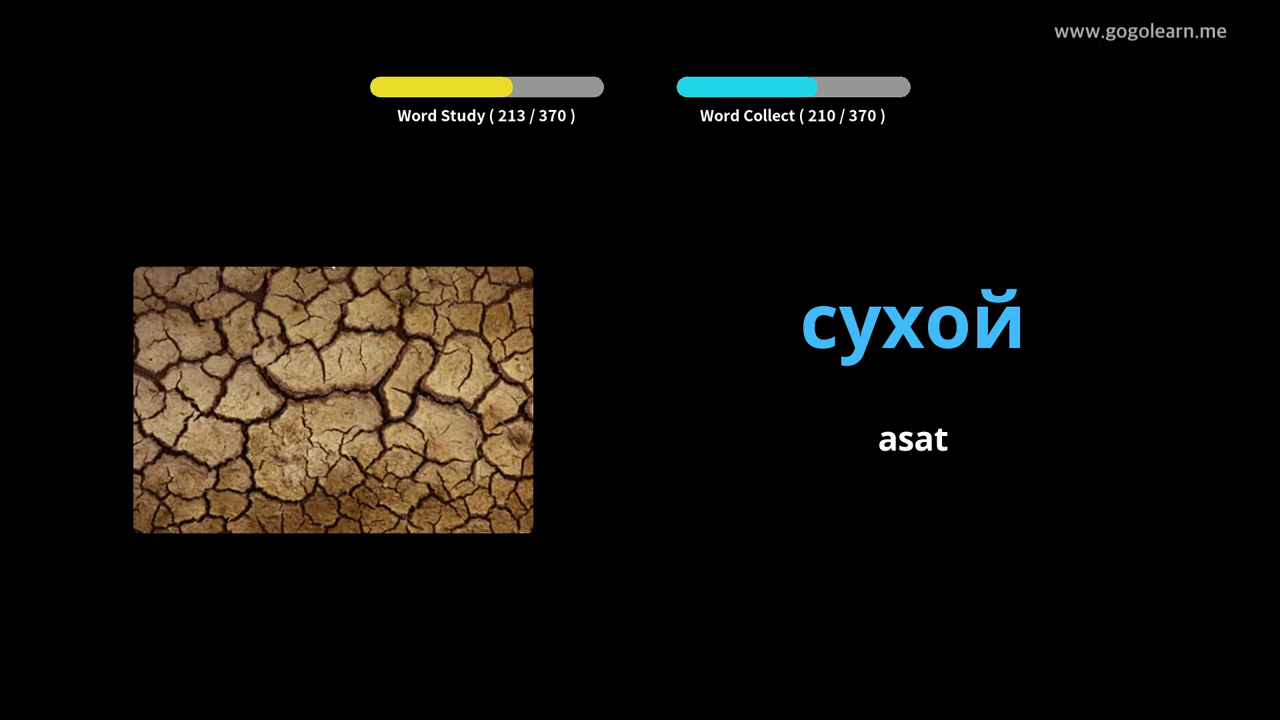 www.gogolearn.me
Word Study ( 213 / 370 )
Word Collect ( 210 / 370 )
сухой
asat